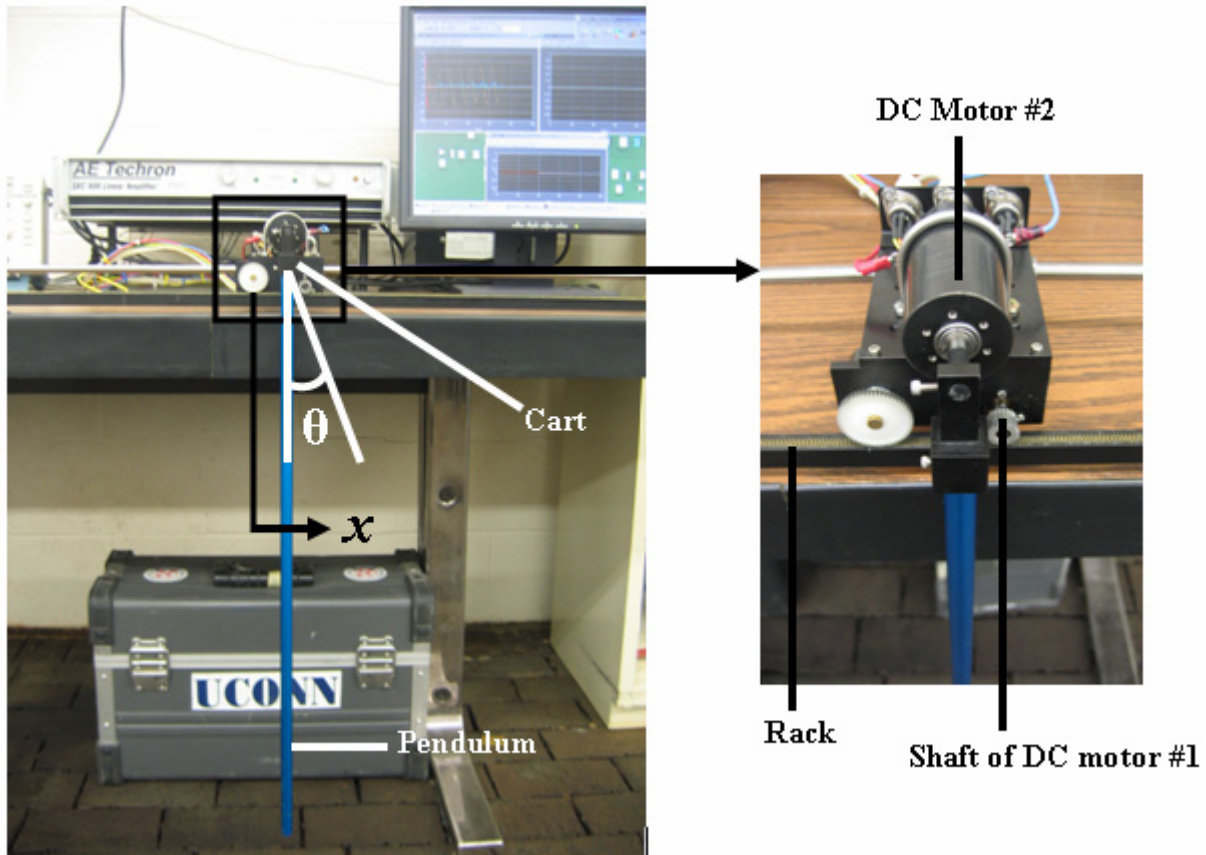 AE Techron
DC Motor #2
θ
Cart
x
UCONN
Pendulum
Rack
Shaft of DC motor #1